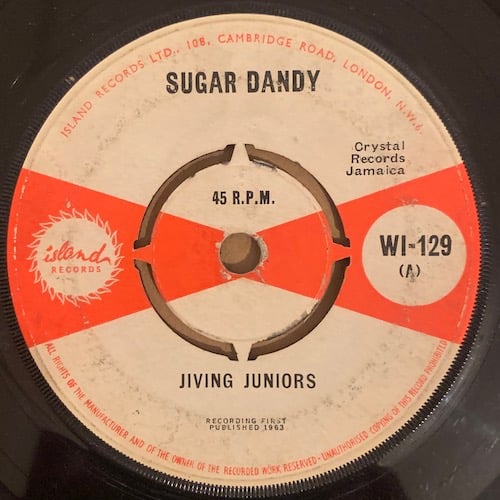 ISLAND RECORDS LTD., 108, CAMBRIDGE ROAD, LONDON, N.W.6.
SUGAR DANDY
Crystal
Records
Jamaica
45 R.P.M.
island
RECORDS
WI-129
(A)
JIVING JUNIORS
RECORDING FIRST
PUBLISHED 1963
ALL RIGHTS OF THE MANUFACTURER AND OF THE OWNER OF THE RECORDED WORK RESERVED - UNAUTHORISED COPYING OF THIS RECORD PROHIBITED